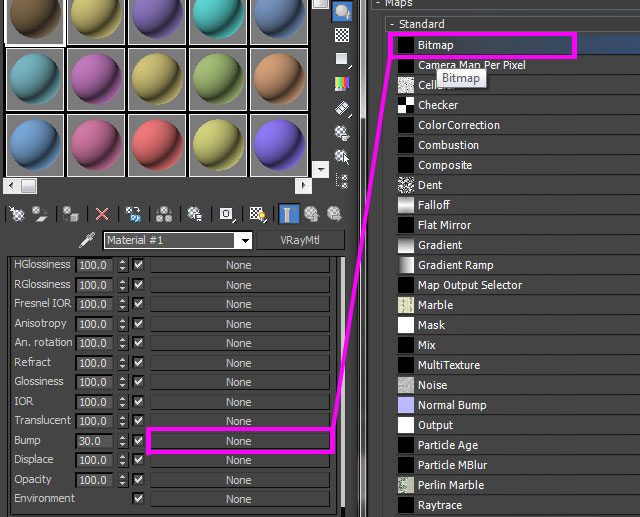 Material #1 VRayMtl
HGlossiness 100.0 None
RGlossiness 100.0 None
Fresnel IOR 100.0 None
Anisotropy 100.0 None
An. rotation 100.0 None
Refract 100.0 None
Glossiness 100.0 None
IOR 100.0 None
Translucent 100.0 None
Bump 30.0 None
Displace 100.0 None
Opacity 100.0 None
Environment None
- Maps
- Standard
Bitmap
Camera Map Per Pixel
Bitmap
Checker
ColorCorrection
Combustion
Composite
Dent
Falloff
Flat Mirror
Gradient
Gradient Ramp
Map Output Selector
Marble
Mask
Mix
MultiTexture
Noise
Normal Bump
Output
Particle Age
Particle MBlur
Perlin Marble
Raytrace